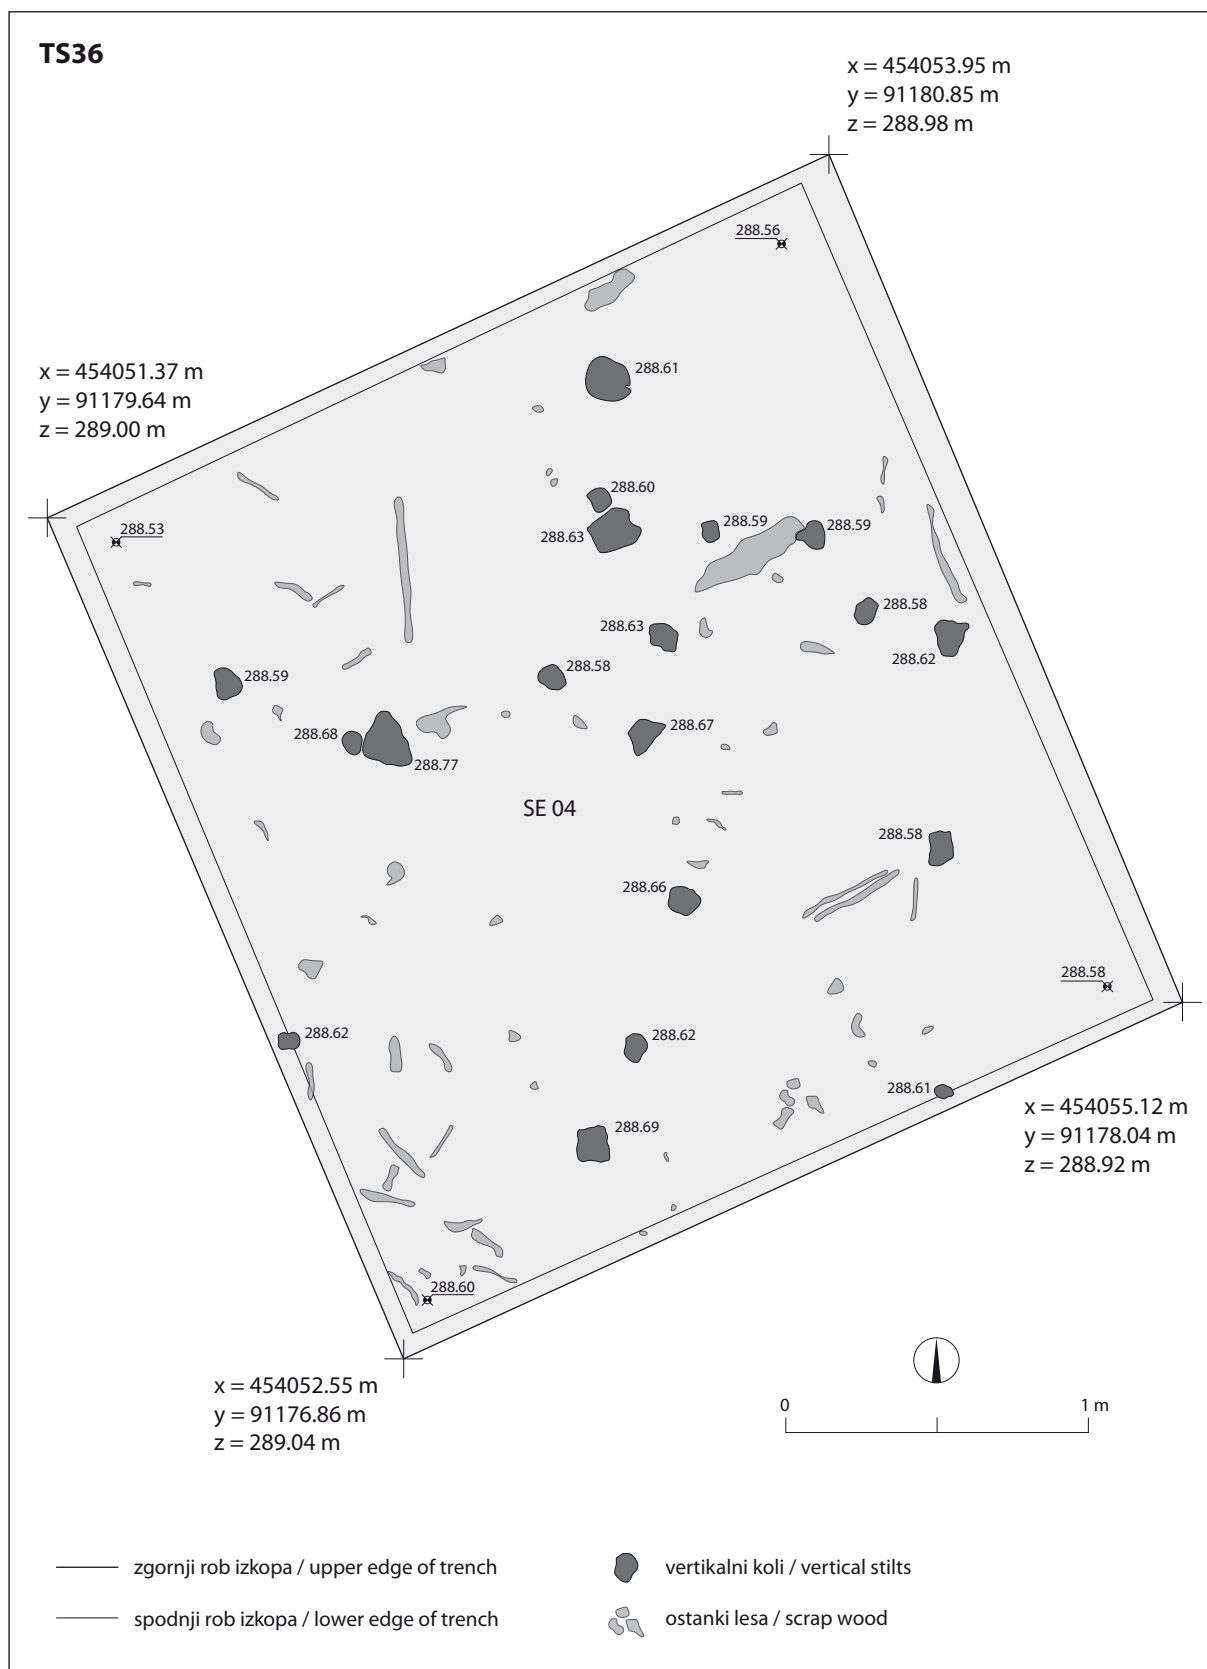 TS36
x = 454053.95 m
y = 91180.85 m
z = 288.98 m
288.56
x = 454051.37 m
y = 91179.64 m
z = 289.00 m
288.61
288.60
288.53
288.63
288.59
288.59
288.58
288.63
288.62
288.58
288.59
288.67
288.68
288.77
SE 04
288.58
288.66
288.58
288.62
288.62
288.61
x = 454055.12 m
y = 91178.04 m
z = 288.92 m
288.69
288.60
x = 454052.55 m
y = 91176.86 m
z = 289.04 m
0 1 m
zgornji rob izkopa / upper edge of trench
vertikalni koli / vertical stilts
spodnji rob izkopa / lower edge of trench
ostanki lesa / scrap wood